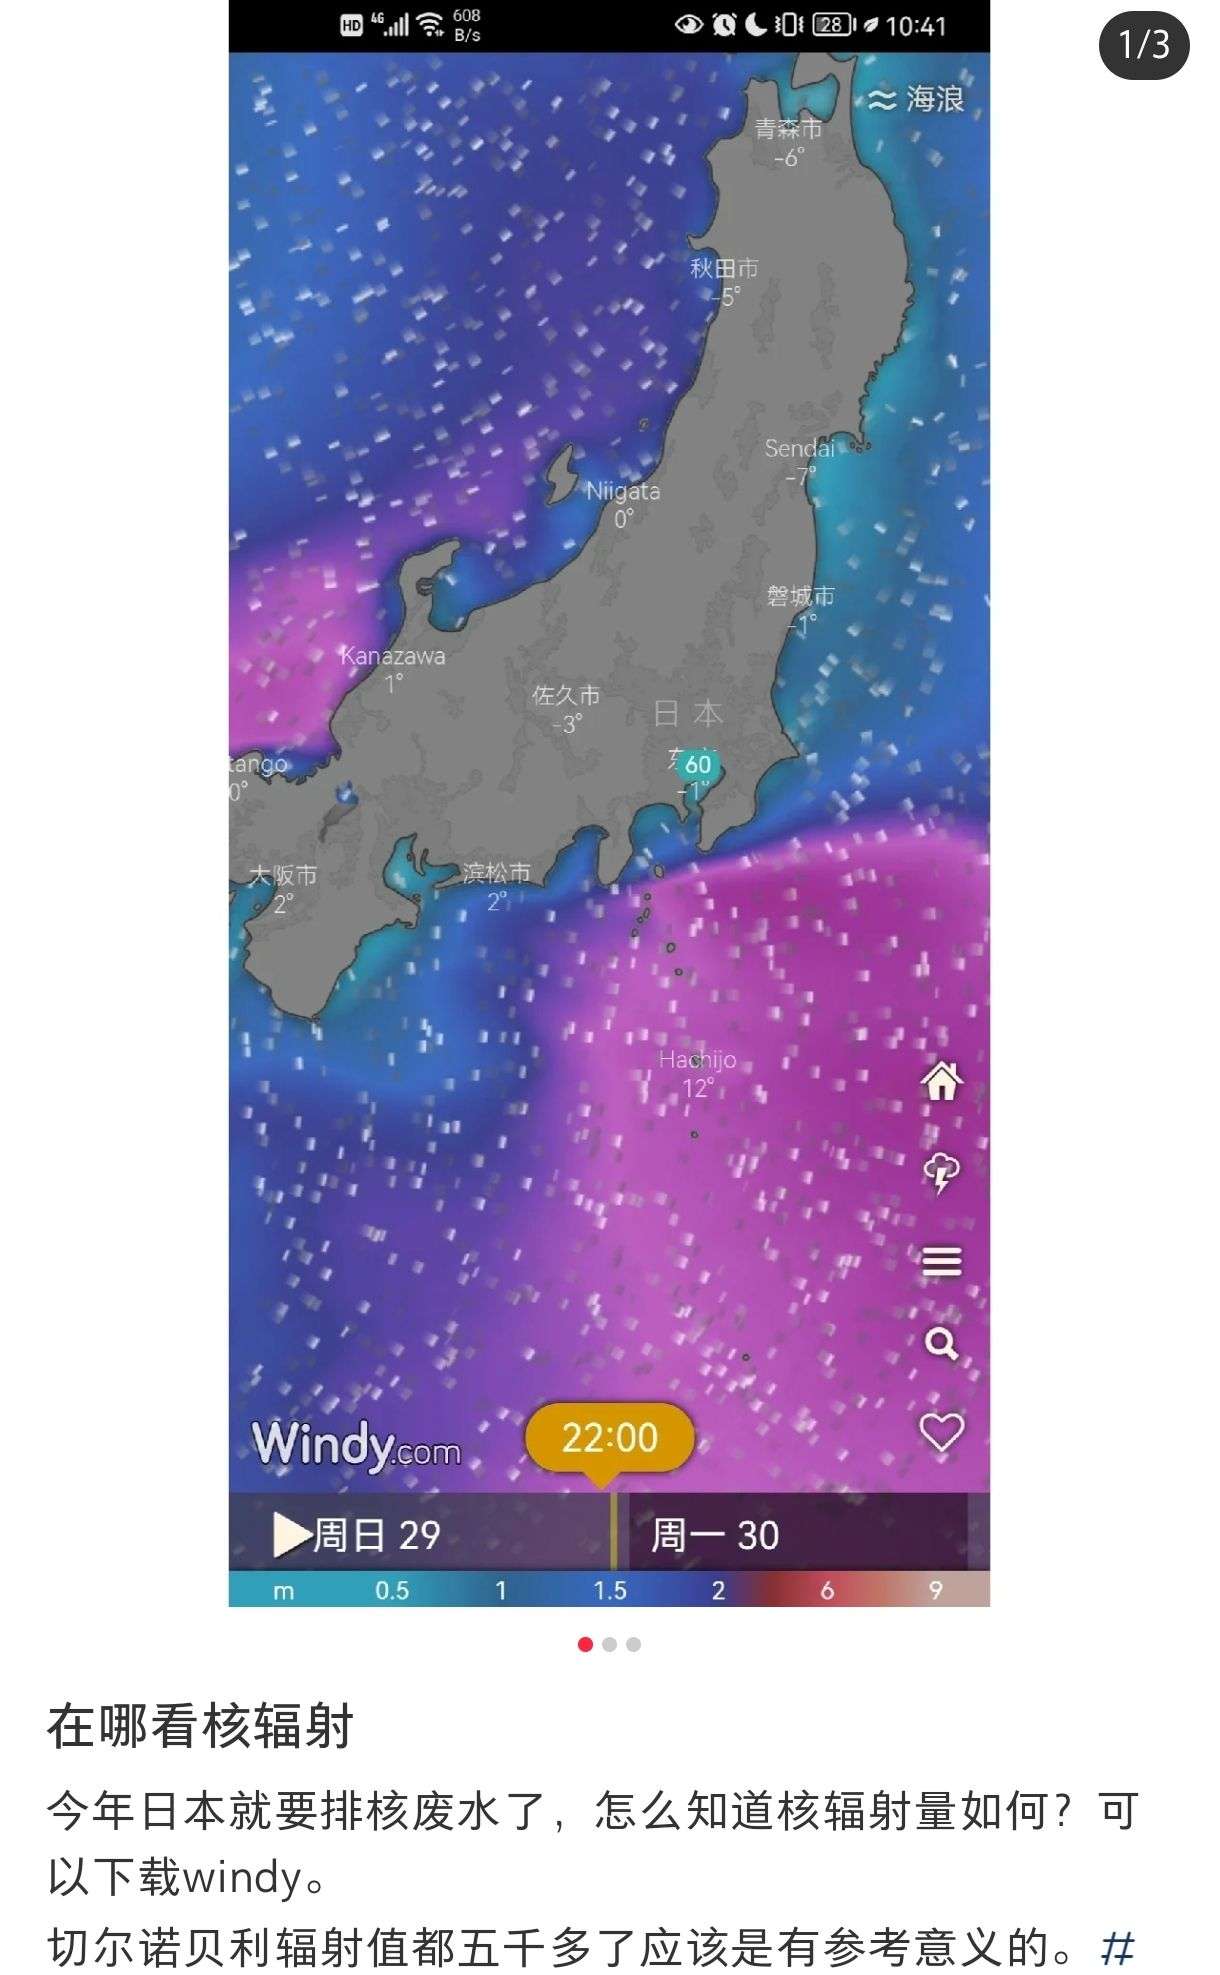 HD 4G 608 B/s 28 10:41
1/3
海浪
青森市
-6°
秋田市
-5°
Sendai
-7°
Niigata
0°
磐城市
-1°
Kanazawa
1°
佐久市
-3°
日本
60
-1°
tango
0°
大阪市
2°
滨松市
2°
Hachijo
12°
Windy.com
22:00
周日 29 周一 30
m 0.5 1 1.5 2 6 9
在哪看核辐射
今年日本就要排核废水了，怎么知道核辐射量如何？可
以下载windy。
切尔诺贝利辐射值都五千多了应该是有参考意义的。#